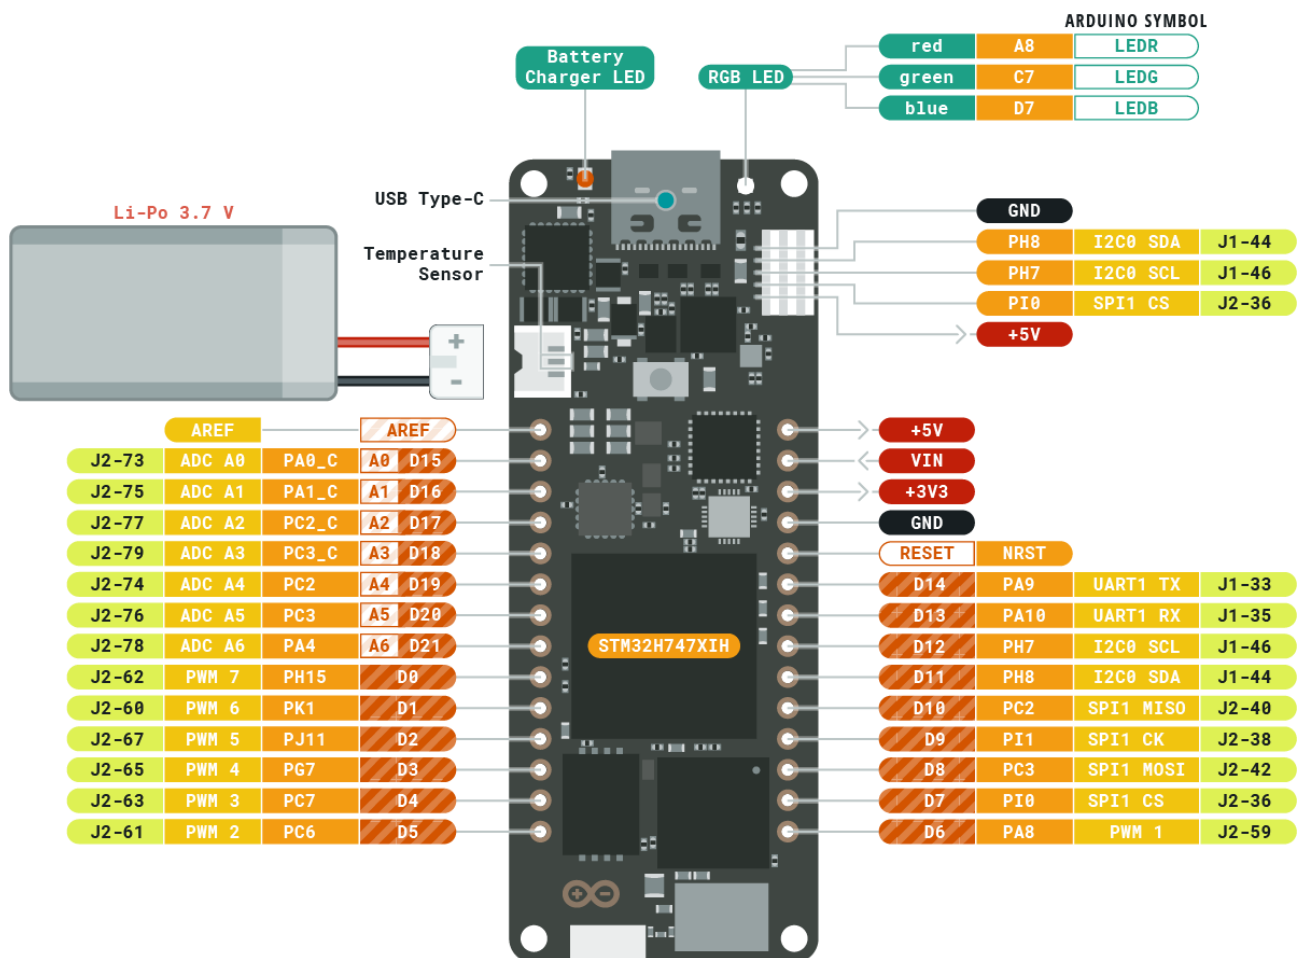 ARDUINO SYMBOL
Battery
Charger LED
RGB LED
red A8 LEDR
green C7 LEDG
blue D7 LEDB
USB Type-C
Li-Po 3.7 V
Temperature
Sensor
GND
PH8 I2C0 SDA J1-44
PH7 I2C0 SCL J1-46
PI0 SPI1 CS J2-36
+5V
+
-
AREF AREF
J2-73 ADC A0 PA0_C A0 D15
J2-75 ADC A1 PA1_C A1 D16
J2-77 ADC A2 PC2_C A2 D17
J2-79 ADC A3 PC3_C A3 D18
J2-74 ADC A4 PC2 A4 D19
J2-76 ADC A5 PC3 A5 D20
J2-78 ADC A6 PA4 A6 D21
J2-62 PWM 7 PH15 D0
J2-60 PWM 6 PK1 D1
J2-67 PWM 5 PJ11 D2
J2-65 PWM 4 PG7 D3
J2-63 PWM 3 PC7 D4
J2-61 PWM 2 PC6 D5
STM32H747XIH
+5V
VIN
+3V3
GND
RESET NRST
D14 PA9 UART1 TX J1-33
D13 PA10 UART1 RX J1-35
D12 PH7 I2C0 SCL J1-46
D11 PH8 I2C0 SDA J1-44
D10 PC2 SPI1 MISO J2-40
D9 PI1 SPI1 CK J2-38
D8 PC3 SPI1 MOSI J2-42
D7 PI0 SPI1 CS J2-36
D6 PA8 PWM 1 J2-59